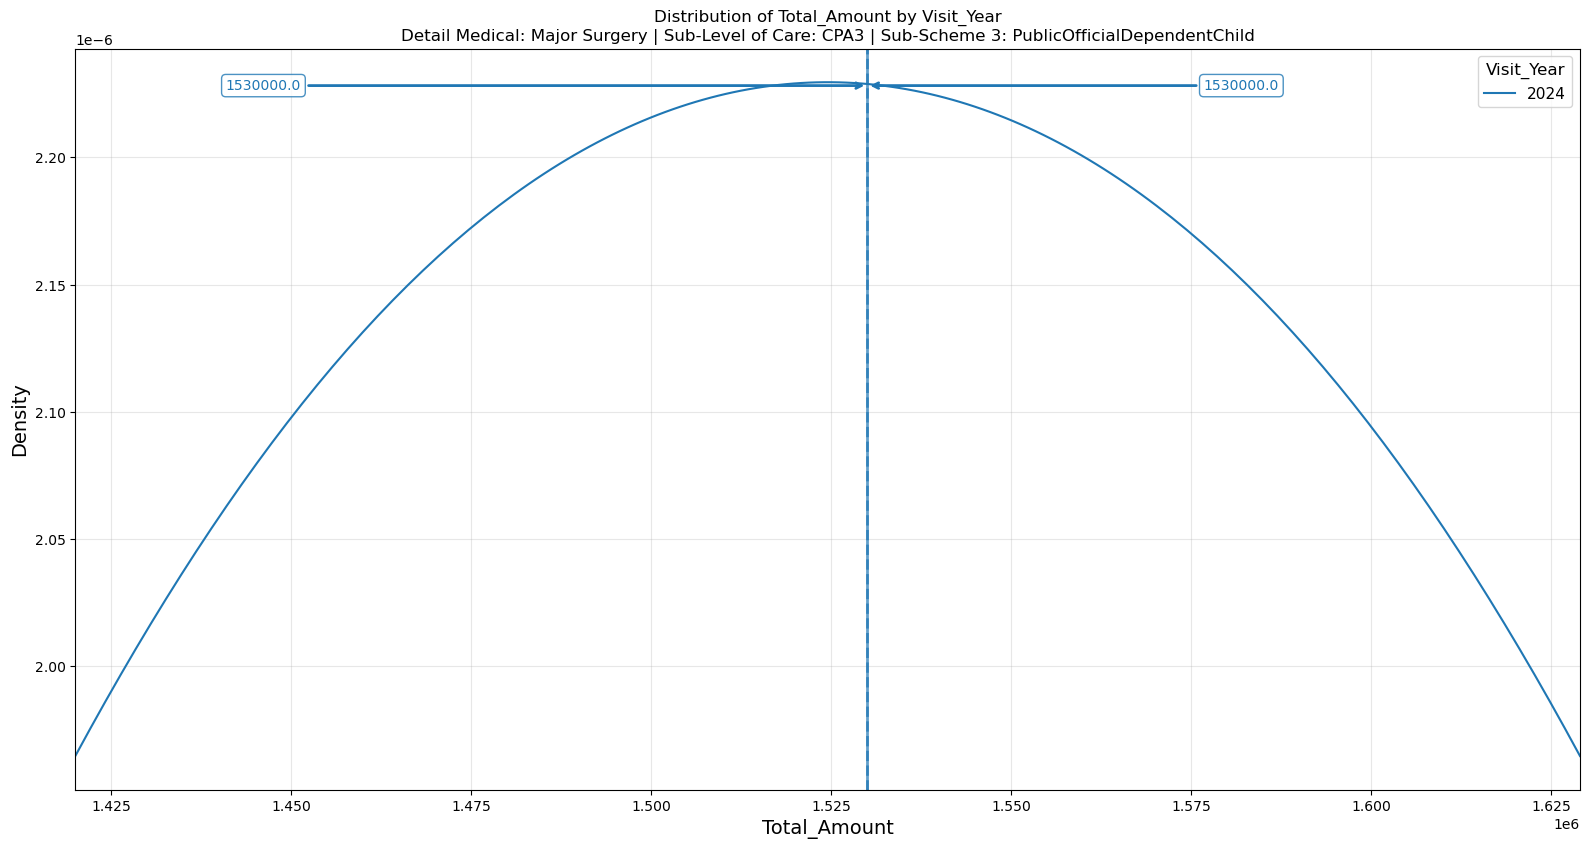 Distribution of Total_Amount by Visit_Year
Detail Medical: Major Surgery | Sub-Level of Care: CPA3 | Sub-Scheme 3: PublicOfficialDependentChild
1e−6
1530000.0
1530000.0
Visit_Year
2024
2.20
2.15
2.10
2.05
2.00
Density
1.425
1.450
1.475
1.500
1.525
1.550
1.575
1.600
1.625
1e6
Total_Amount